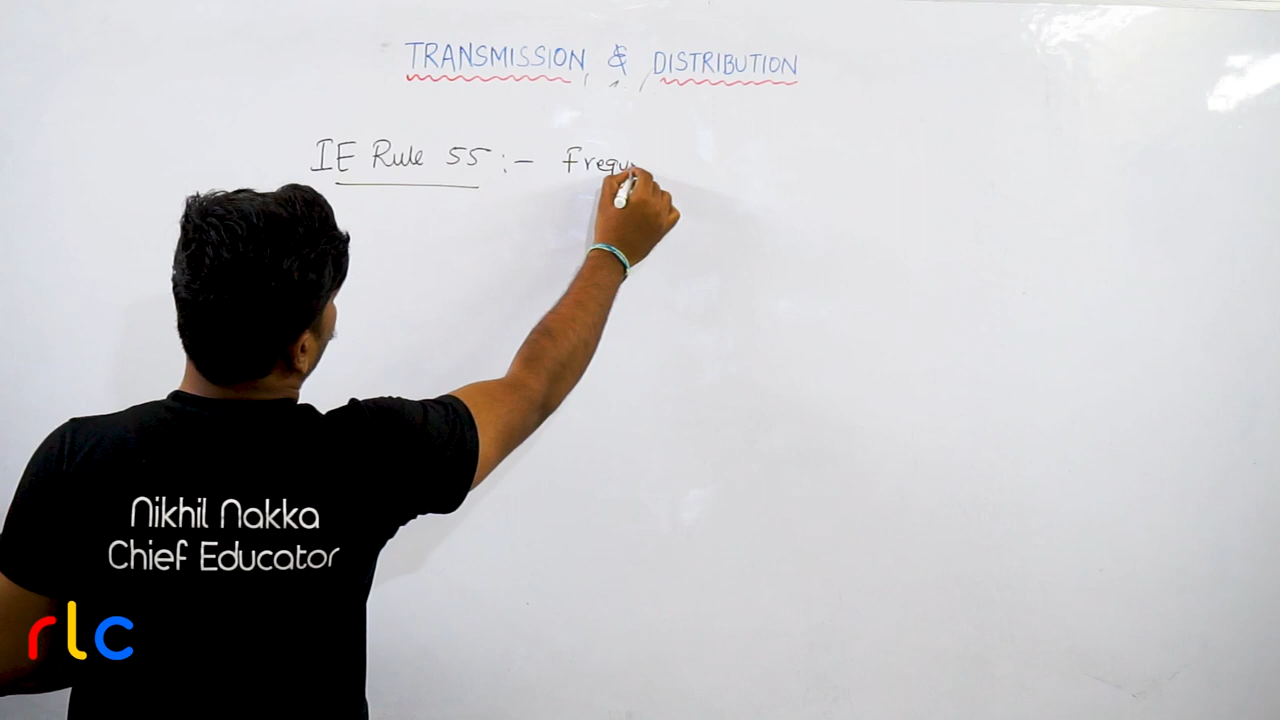 TRANSMISSION & DISTRIBUTION
IE Rule 55 :- Frequ
Nikhil Nakka
Chief Educator
rlc